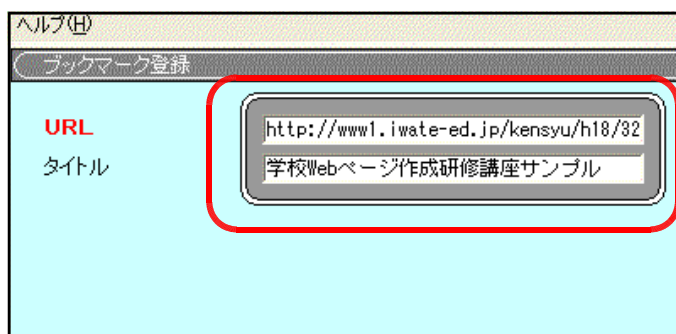 ヘルプ(H)
ブックマーク登録
URL
http://www1.iwate-ed.jp/kensyu/h18/32
タイトル
学校Webページ作成研修講座サンプル